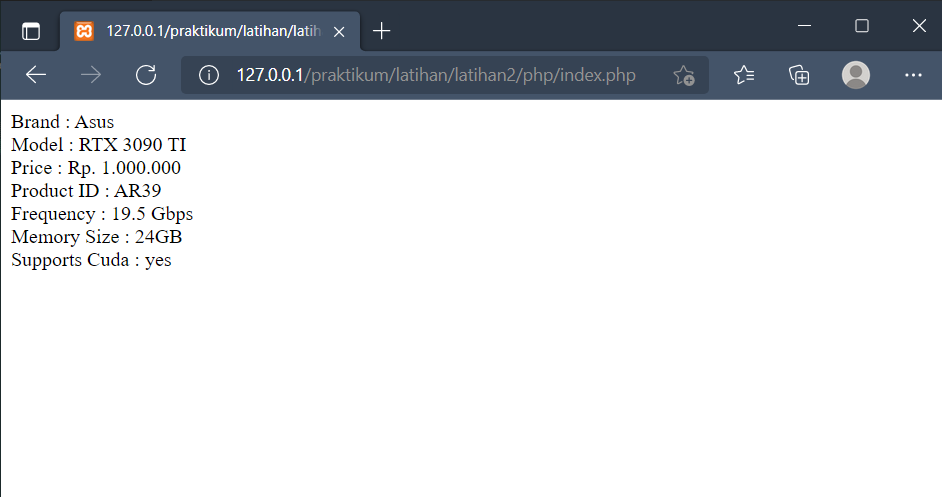 127.0.0.1/praktikum/latihan/latih
127.0.0.1/praktikum/latihan/latihan2/php/index.php
Brand : Asus
Model : RTX 3090 TI
Price : Rp. 1.000.000
Product ID : AR39
Frequency : 19.5 Gbps
Memory Size : 24GB
Supports Cuda : yes